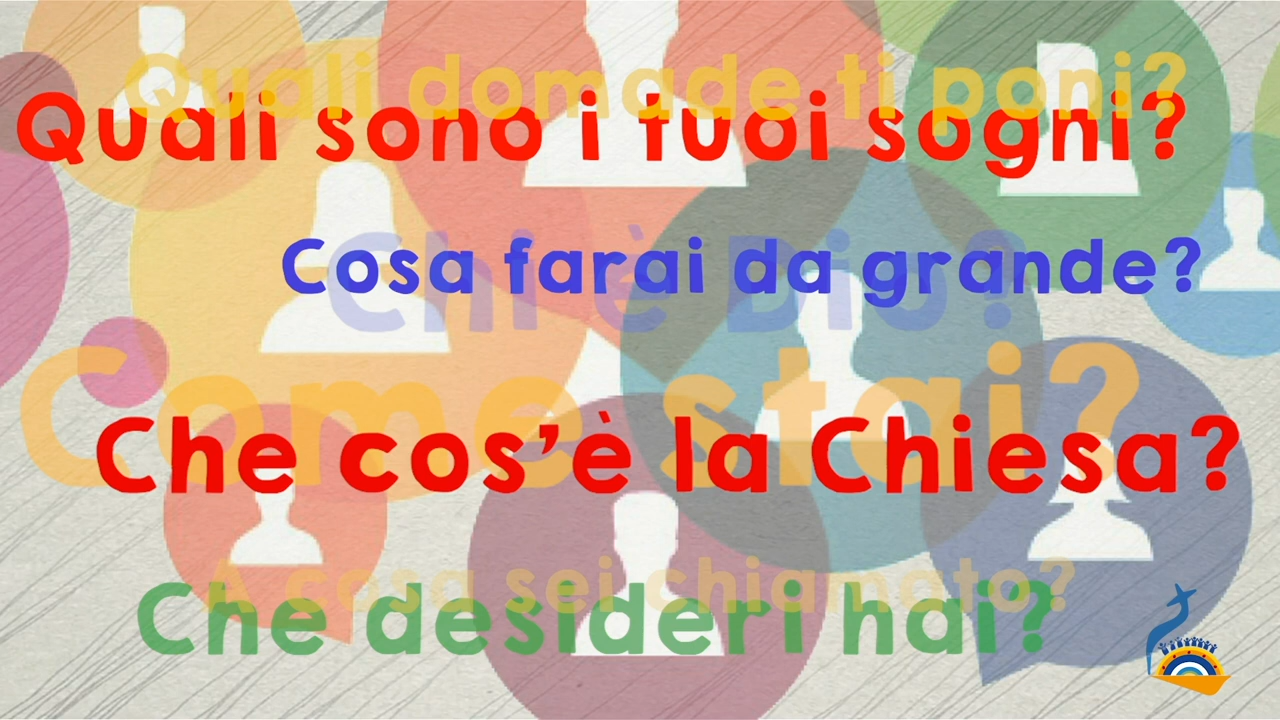 Quali domade ti poni?
Quali sono i tuoi sogni?
Cosa farai da grande?
Chi è Dio?
Come stai?
Che cos'è la Chiesa?
A cosa sei chiamato?
Che desideri hai?